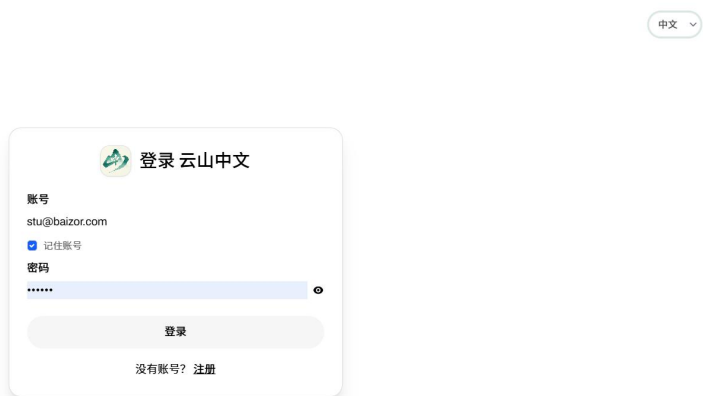 中文
登录 云山中文
账号
stu@baizor.com
记住账号
密码
••••••
登录
没有账号？ 注册